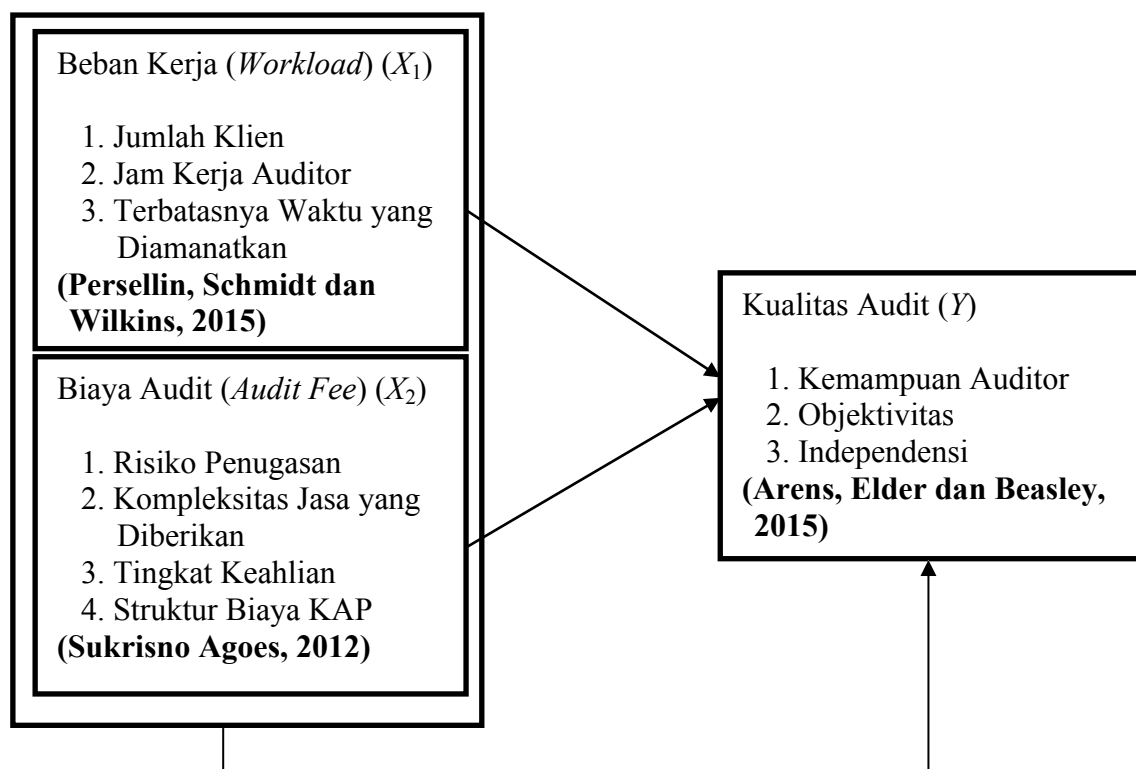 Beban Kerja (Workload) (X1)
1. Jumlah Klien
2. Jam Kerja Auditor
3. Terbatasnya Waktu yang
Diamanatkan
(Persellin, Schmidt dan
Wilkins, 2015)
Biaya Audit (Audit Fee) (X2)
1. Risiko Penugasan
2. Kompleksitas Jasa yang
Diberikan
3. Tingkat Keahlian
4. Struktur Biaya KAP
(Sukrisno Agoes, 2012)
Kualitas Audit (Y)
1. Kemampuan Auditor
2. Objektivitas
3. Independensi
(Arens, Elder dan Beasley,
2015)